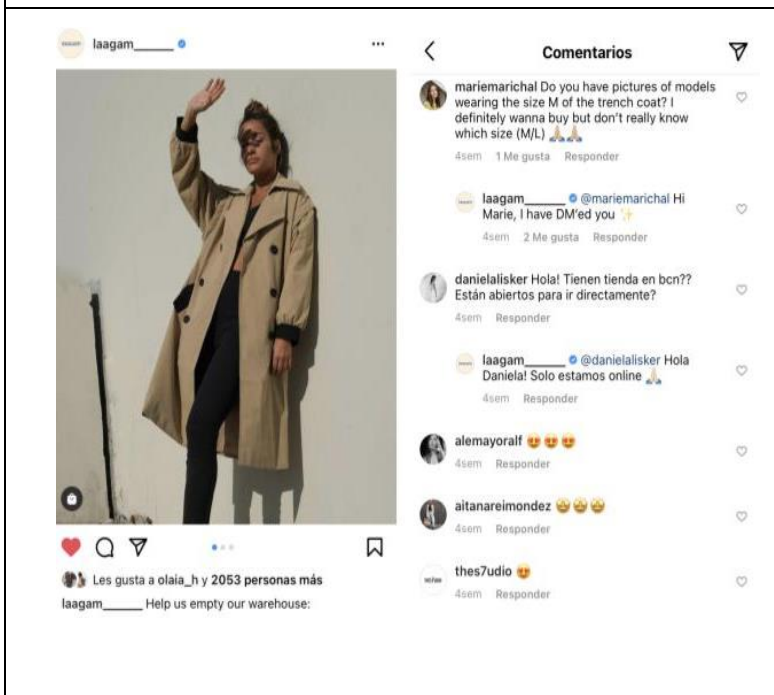 laagam______
Comentarios
mariemarichal Do you have pictures of models
wearing the size M of the trench coat? I
definitely wanna buy but don't really know
which size (M/L) 🙏🏼🙏🏼
4sem 1 Me gusta Responder
laagam______ @mariemarichal Hi
Marie, I have DM'ed you ✨
4sem 2 Me gusta Responder
danielalisker Hola! Tienen tienda en bcn??
Están abiertos para ir directamente?
4sem Responder
laagam______ @danielalisker Hola
Daniela! Solo estamos online 🙏🏼
4sem Responder
alemayoralf 😍😍😍
4sem Responder
aitanareimondez 🤩🤩🤩
4sem Responder
thes7udio 😍
4sem Responder
Les gusta a olaia_h y 2053 personas más
laagam______ Help us empty our warehouse: